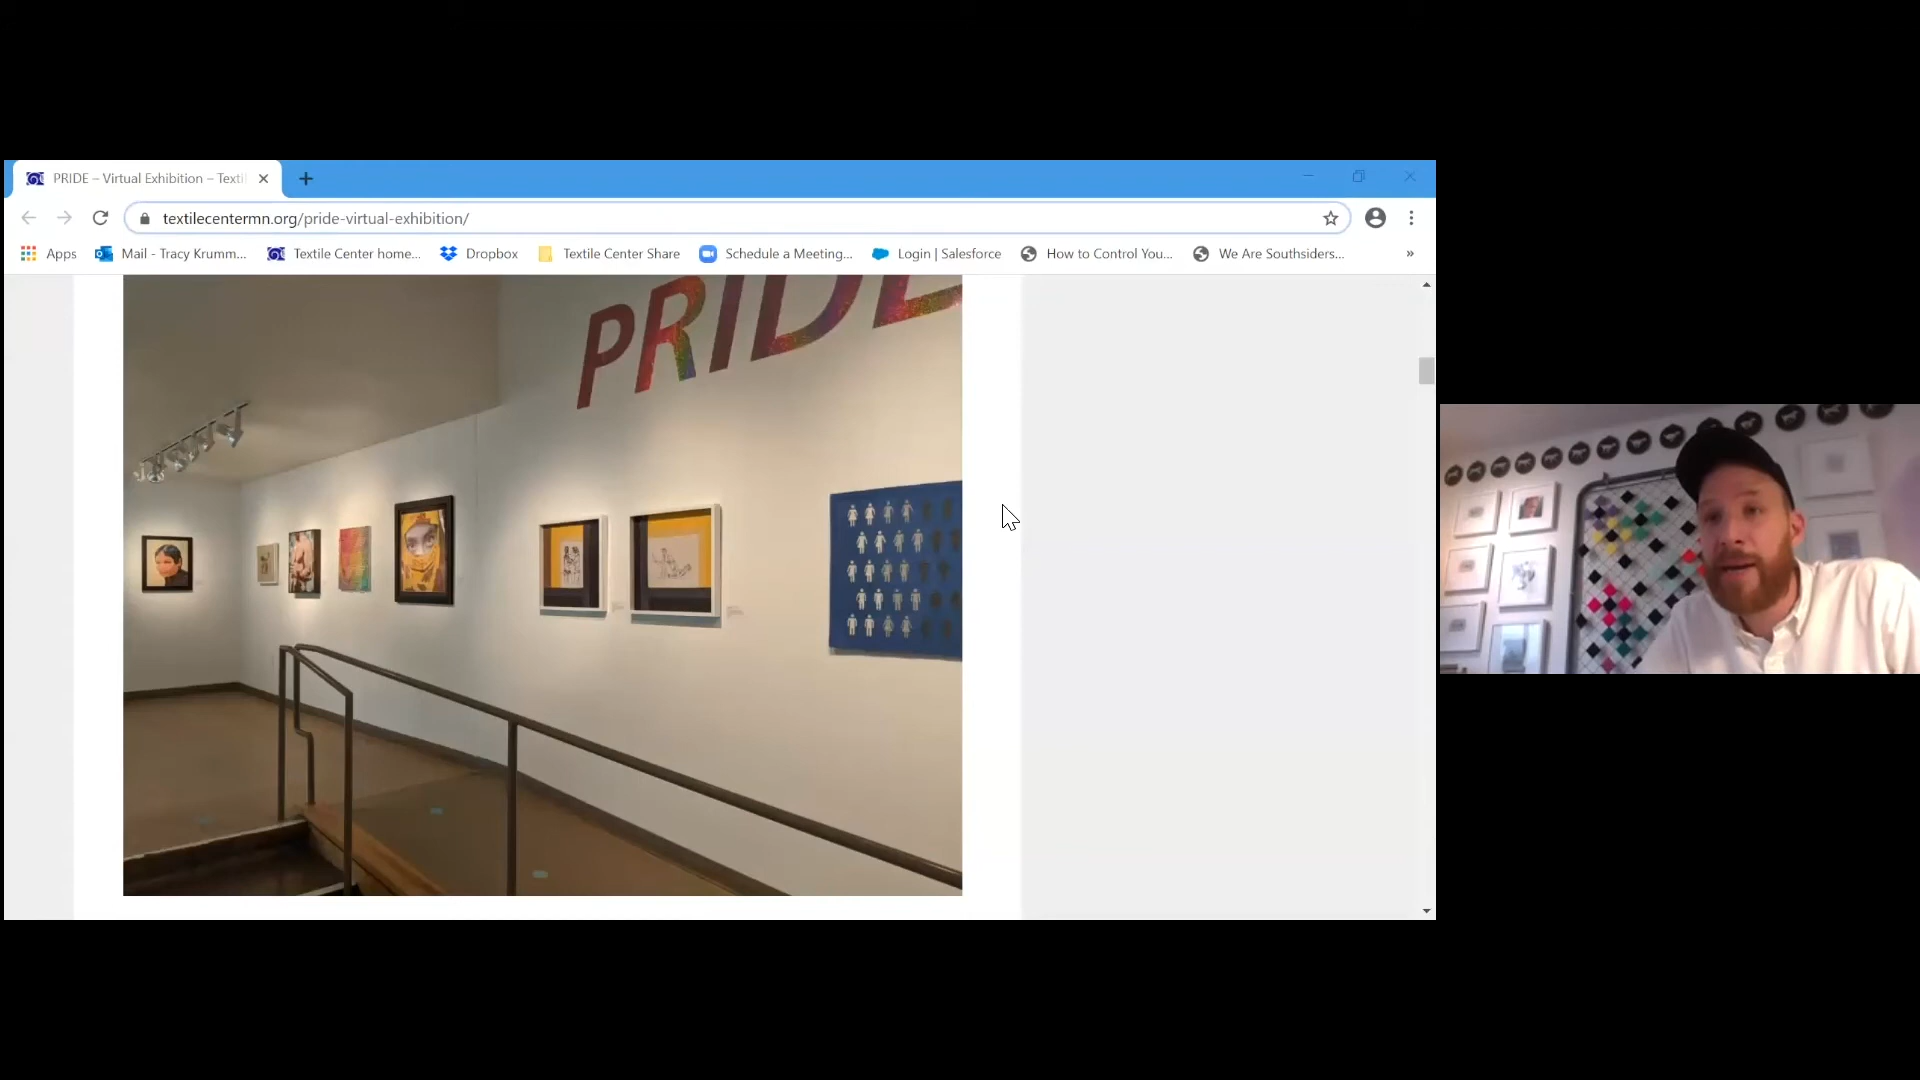 PRIDE – Virtual Exhibition – Texti
textilecentermn.org/pride-virtual-exhibition/
Apps Mail - Tracy Krumm... Textile Center home... Dropbox Textile Center Share Schedule a Meeting... Login | Salesforce How to Control You... We Are Southsiders... »
PRIDE